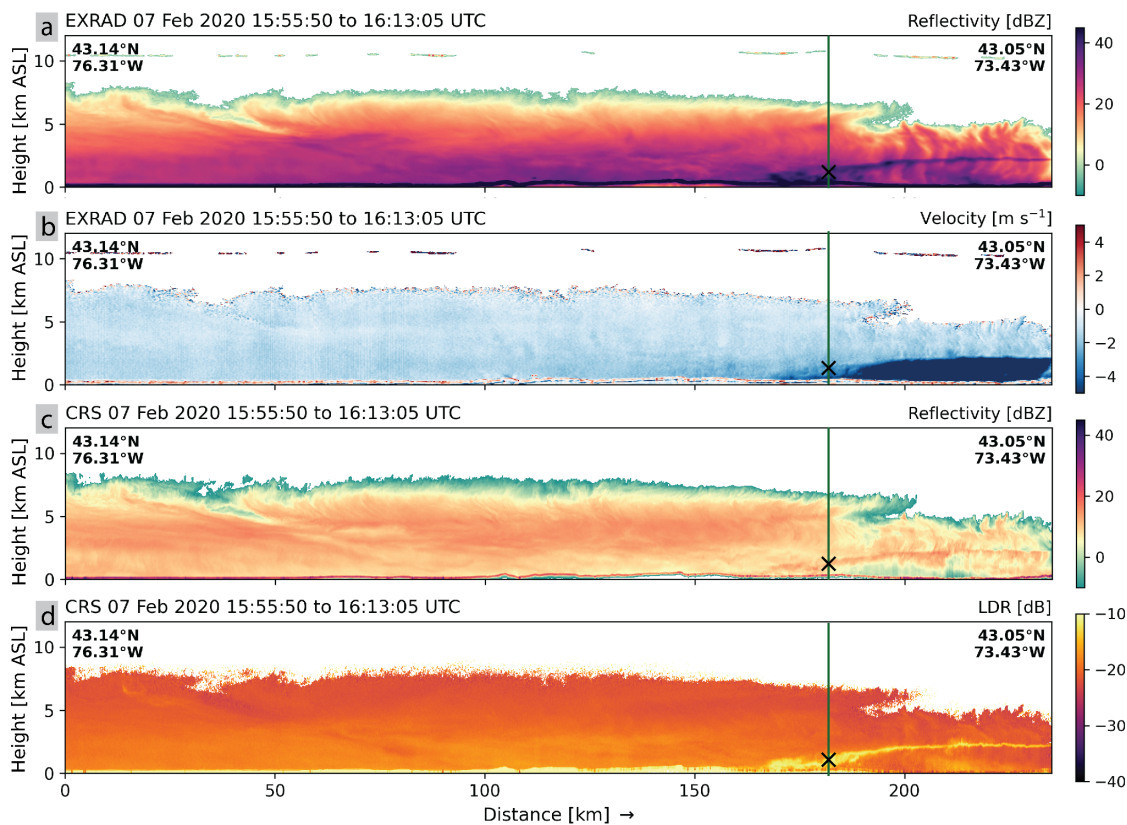 a EXRAD 07 Feb 2020 15:55:50 to 16:13:05 UTC Reflectivity [dBZ]
43.14°N 43.05°N
76.31°W 73.43°W
Height [km ASL]
10
5
0
40
20
0
b EXRAD 07 Feb 2020 15:55:50 to 16:13:05 UTC Velocity [m s⁻¹]
43.14°N 43.05°N
76.31°W 73.43°W
Height [km ASL]
10
5
0
4
2
0
−2
−4
c CRS 07 Feb 2020 15:55:50 to 16:13:05 UTC Reflectivity [dBZ]
43.14°N 43.05°N
76.31°W 73.43°W
Height [km ASL]
10
5
0
40
20
0
d CRS 07 Feb 2020 15:55:50 to 16:13:05 UTC LDR [dB]
43.14°N 43.05°N
76.31°W 73.43°W
Height [km ASL]
10
5
0
−10
−20
−30
−40
0 50 100 150 200
Distance [km] →